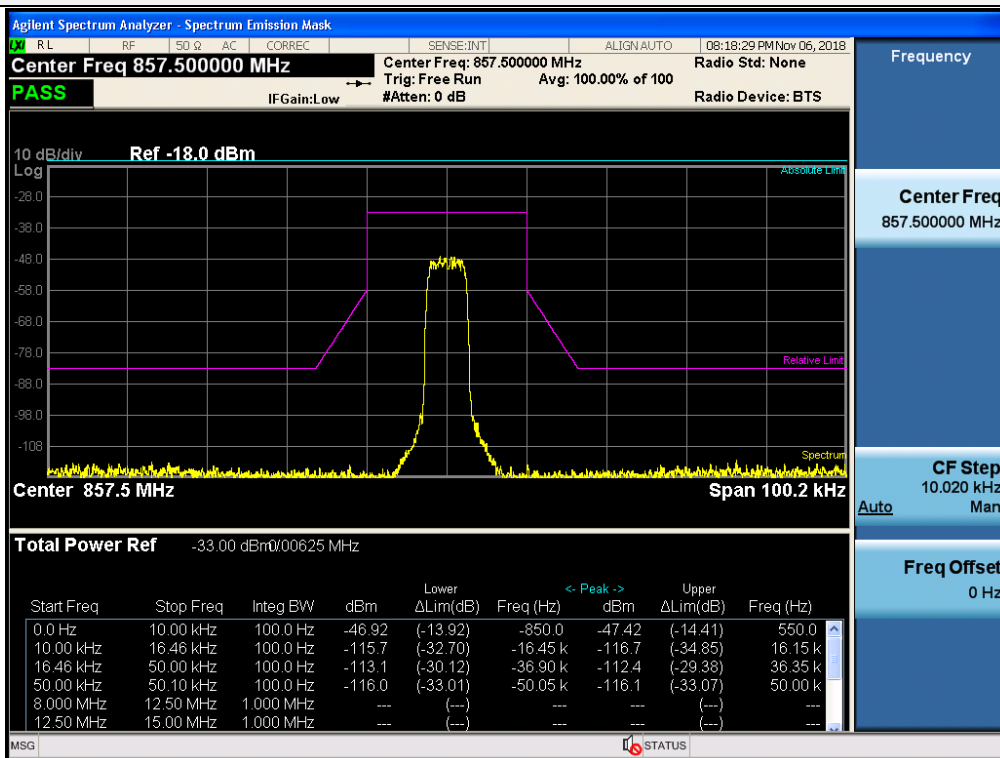 Agilent Spectrum Analyzer - Spectrum Emission Mask
LXI RL RF 50 Ω AC CORREC SENSE:INT ALIGN AUTO 08:18:29 PM Nov 06, 2018
Center Freq 857.500000 MHz Center Freq: 857.500000 MHz Radio Std: None
Trig: Free Run Avg: 100.00% of 100
PASS IFGain:Low #Atten: 0 dB Radio Device: BTS
10 dB/div Ref -18.0 dBm
Log Absolute Limit
-28.0
-38.0
-48.0
-58.0
-68.0
-78.0
Relative Limit
-88.0
-98.0
-108
Spectrum
Center 857.5 MHz Span 100.2 kHz
Total Power Ref -33.00 dBm/0.00625 MHz
Lower <- Peak -> Upper
Start Freq Stop Freq Integ BW dBm ΔLim(dB) Freq (Hz) dBm ΔLim(dB) Freq (Hz)
0.0 Hz 10.00 kHz 100.0 Hz -46.92 (-13.92) -850.0 -47.42 (-14.41) 550.0
10.00 kHz 16.46 kHz 100.0 Hz -115.7 (-32.70) -16.45 k -116.7 (-34.85) 16.15 k
16.46 kHz 50.00 kHz 100.0 Hz -113.1 (-30.12) -36.90 k -112.4 (-29.38) 36.35 k
50.00 kHz 50.10 kHz 100.0 Hz -116.0 (-33.01) -50.05 k -116.1 (-33.07) 50.00 k
8.000 MHz 12.50 MHz 1.000 MHz --- (---) --- --- (---) ---
12.50 MHz 15.00 MHz 1.000 MHz --- (---) --- --- (---) ---
MSG STATUS
Frequency
Center Freq
857.500000 MHz
CF Step
10.020 kHz
Auto Man
Freq Offset
0 Hz